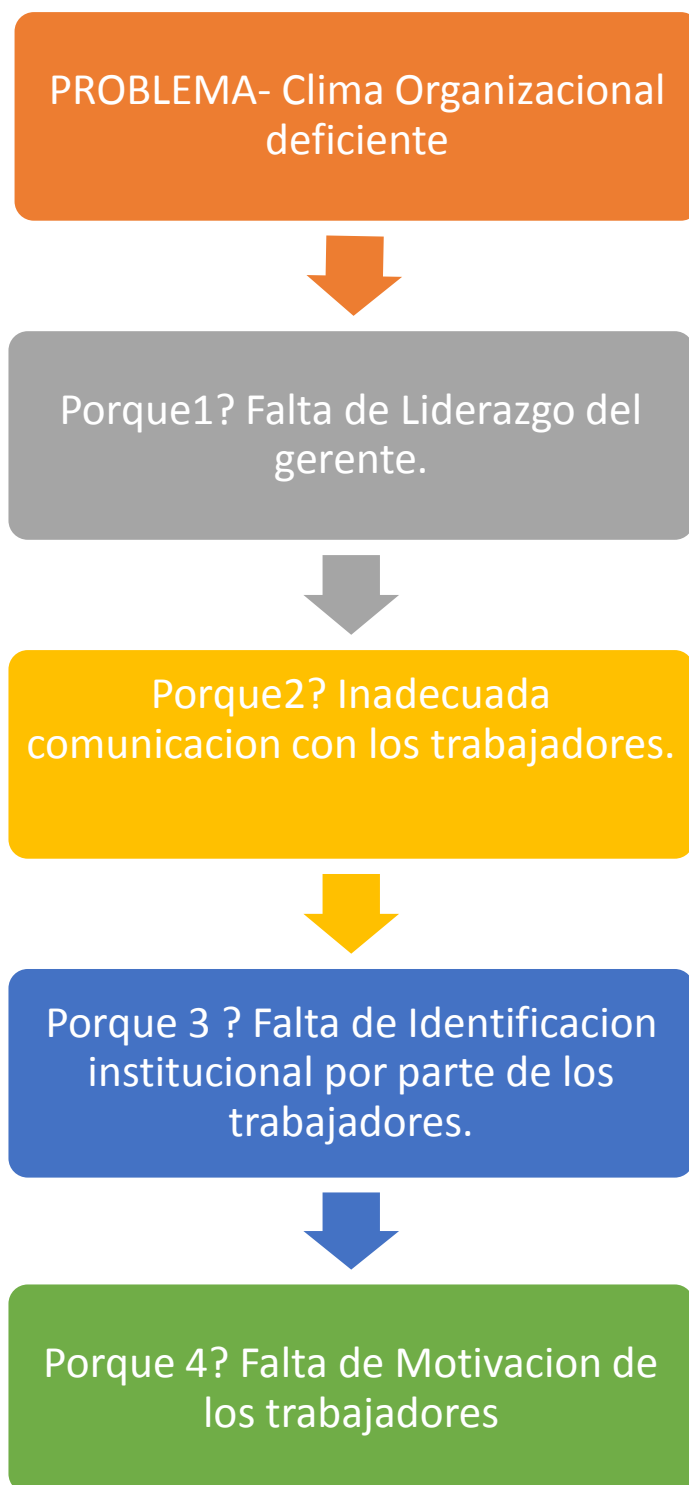 PROBLEMA- Clima Organizacional
deficiente
Porque1? Falta de Liderazgo del
gerente.
Porque2? Inadecuada
comunicacion con los trabajadores.
Porque 3 ? Falta de Identificacion
institucional por parte de los
trabajadores.
Porque 4? Falta de Motivacion de
los trabajadores